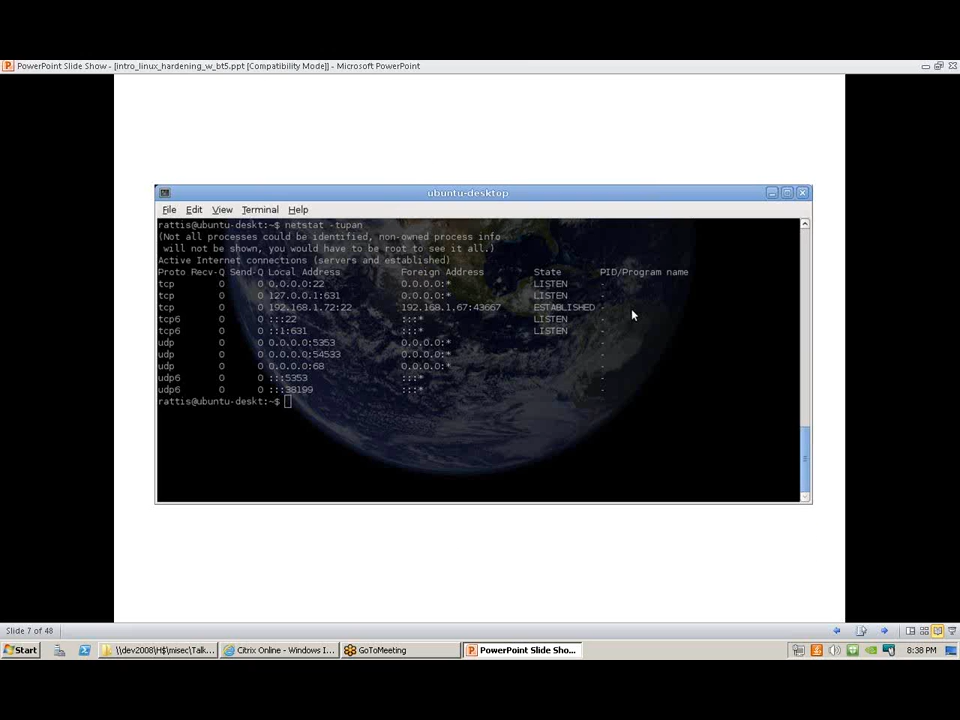 PowerPoint Slide Show - [intro_linux_hardening_w_bt5.ppt [Compatibility Mode]] - Microsoft PowerPoint
ubuntu-desktop
File Edit View Terminal Help
rattis@ubuntu-deskt:~$ netstat -tupan
(Not all processes could be identified, non-owned process info
will not be shown, you would have to be root to see it all.)
Active Internet connections (servers and established)
Proto Recv-Q Send-Q Local Address Foreign Address State PID/Program name
tcp 0 0 0.0.0.0:22 0.0.0.0:* LISTEN -
tcp 0 0 127.0.0.1:631 0.0.0.0:* LISTEN -
tcp 0 0 192.168.1.72:22 192.168.1.67:43667 ESTABLISHED -
tcp6 0 0 :::22 :::* LISTEN -
tcp6 0 0 ::1:631 :::* LISTEN -
udp 0 0 0.0.0.0:5353 0.0.0.0:* -
udp 0 0 0.0.0.0:54533 0.0.0.0:* -
udp 0 0 0.0.0.0:68 0.0.0.0:* -
udp6 0 0 :::5353 :::* -
udp6 0 0 :::38199 :::* -
rattis@ubuntu-deskt:~$
Slide 7 of 48
Start \\dev2008\H$\misec\Talk... Citrix Online - Windows I... GoToMeeting PowerPoint Slide Sho... 8:38 PM